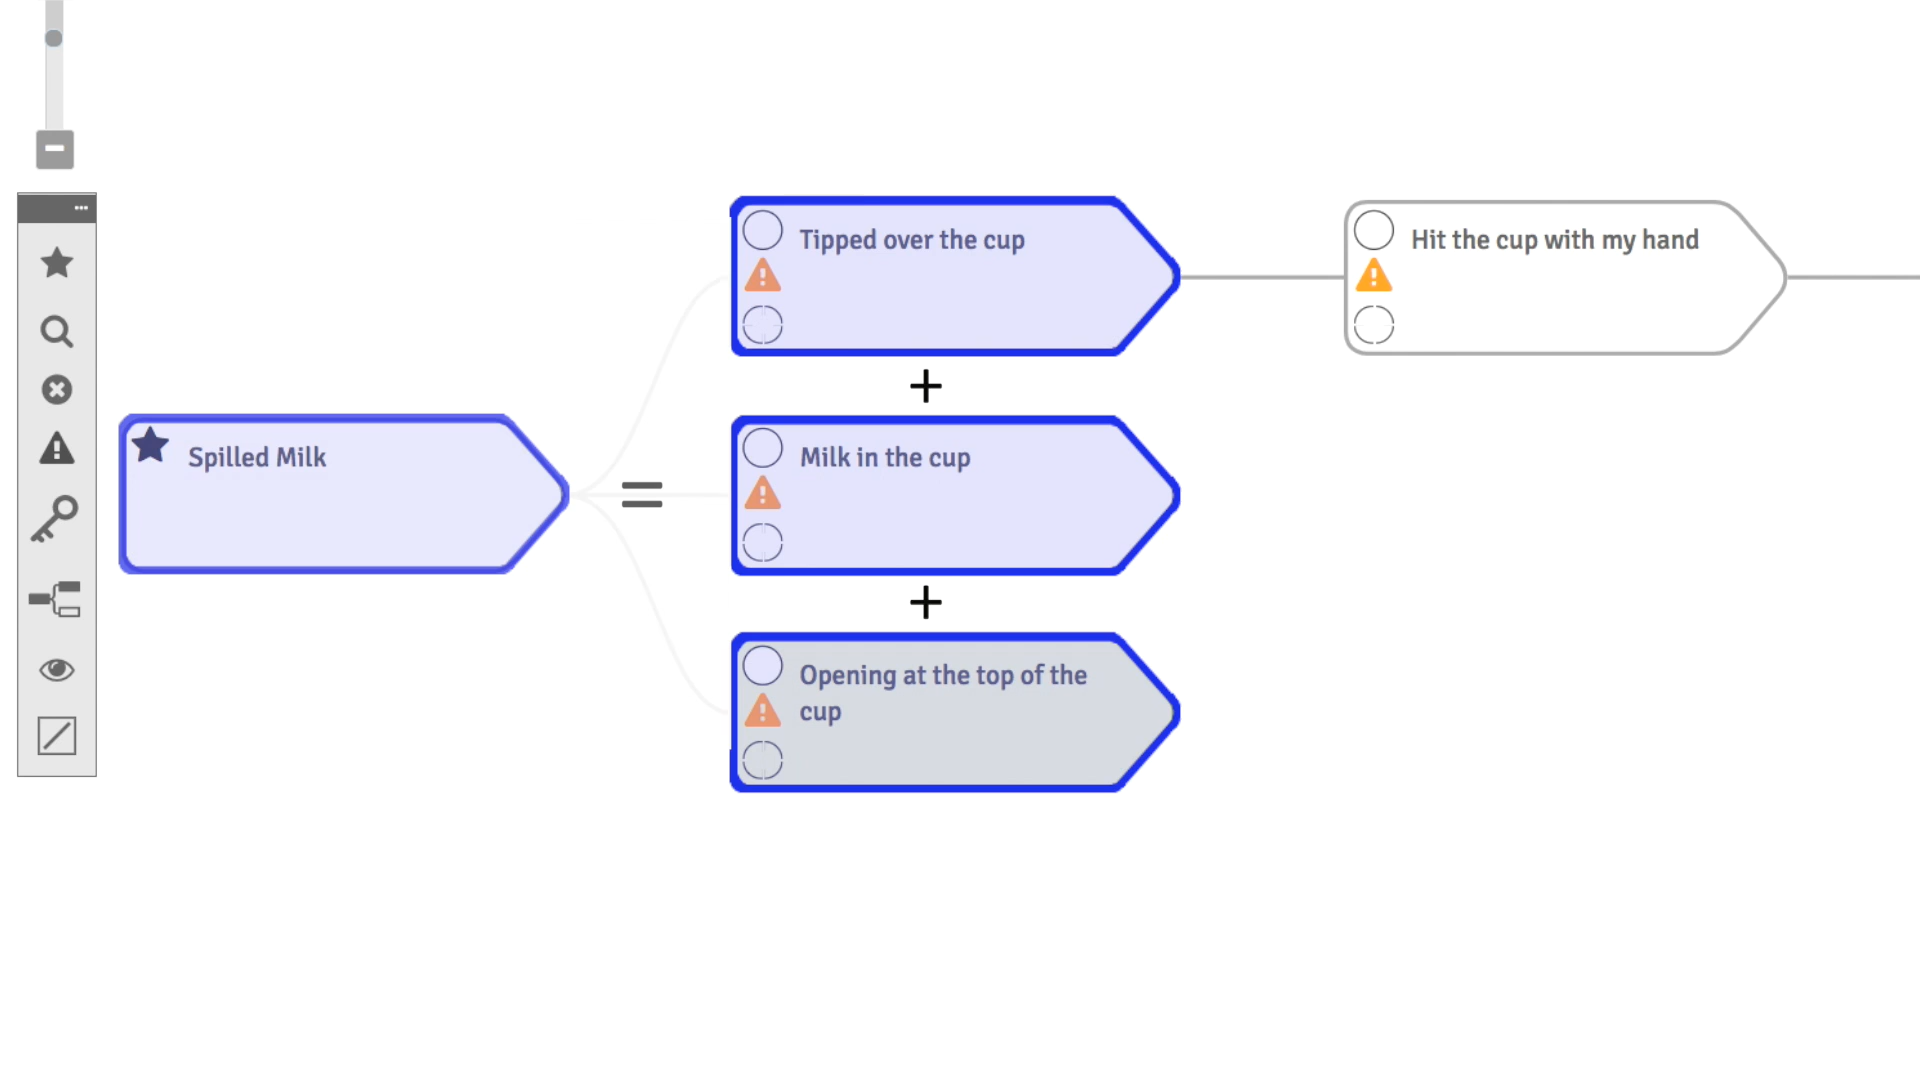 Tipped over the cup
Hit the cup with my hand
+
Spilled Milk
=
Milk in the cup
+
Opening at the top of the
cup